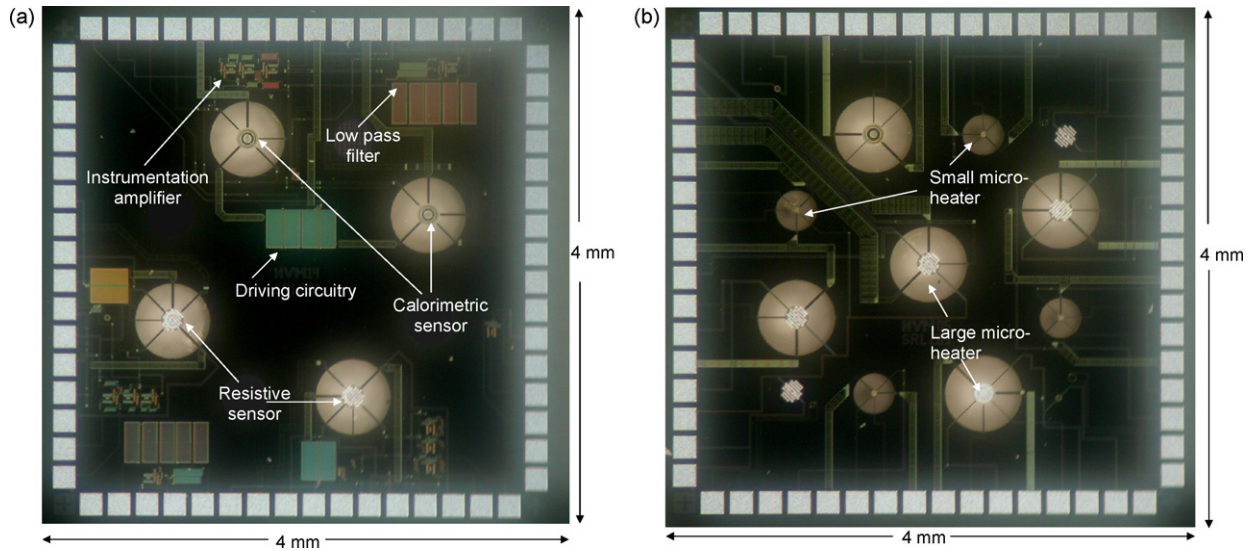 (a)
Instrumentation
amplifier
Low pass
filter
Driving circuitry
Calorimetric
sensor
Resistive
sensor
4 mm
4 mm
(b)
Small micro-
heater
Large micro-
heater
4 mm
4 mm